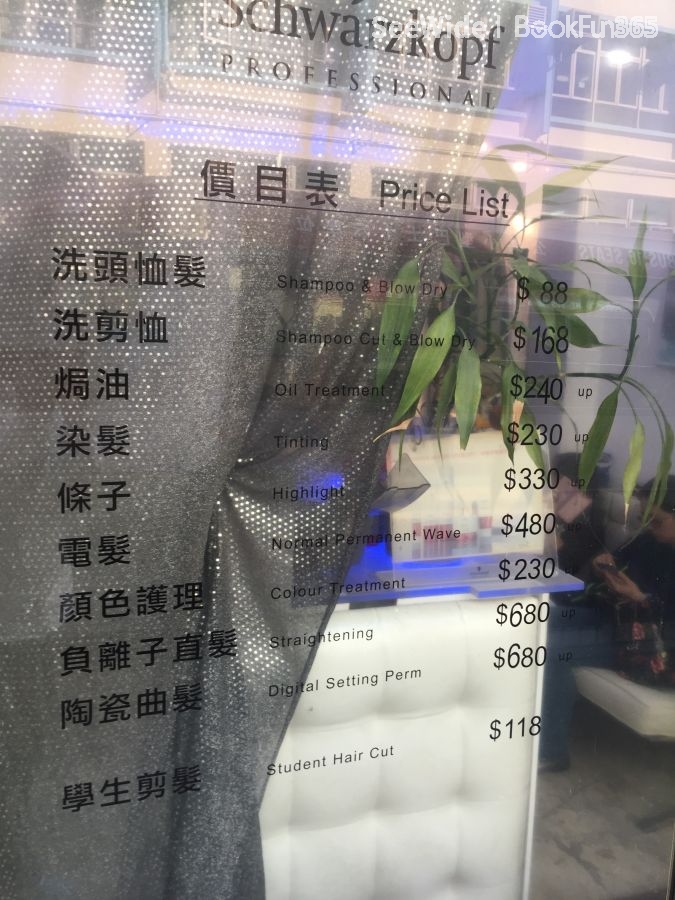 SeeWide | BookFun365
Schwarzkopf
PROFESSIONAL
價目表 Price List
洗頭恤髮 Shampoo & Blow Dry $ 88
洗剪恤 Shampoo Cut & Blow Dry $168
焗油 Oil Treatment $240 up
染髮 Tinting $230 up
條子 Highlight $330 up
電髮 Normal Permanent Wave $480 up
顏色護理 Colour Treatment $230 up
負離子直髮 Straightening $680 up
陶瓷曲髮 Digital Setting Perm $680 up
學生剪髮 Student Hair Cut $118